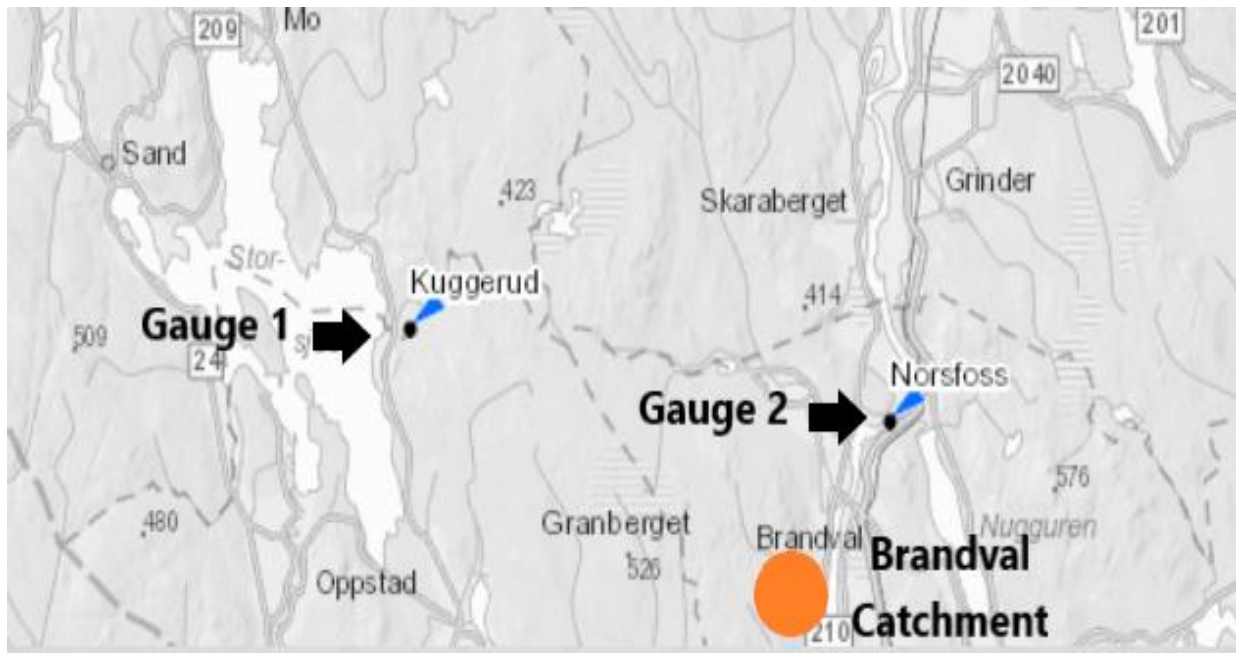 209
Mo
201
2040
Sand
.423
Skaraberget
Grinder
Stor-
Kuggerud
.414
Gauge 1
sj
509
24
Norsfoss
Gauge 2
.576
.480
Granberget
Brandval
Nugguren
Brandval
526
Oppstad
210
Catchment